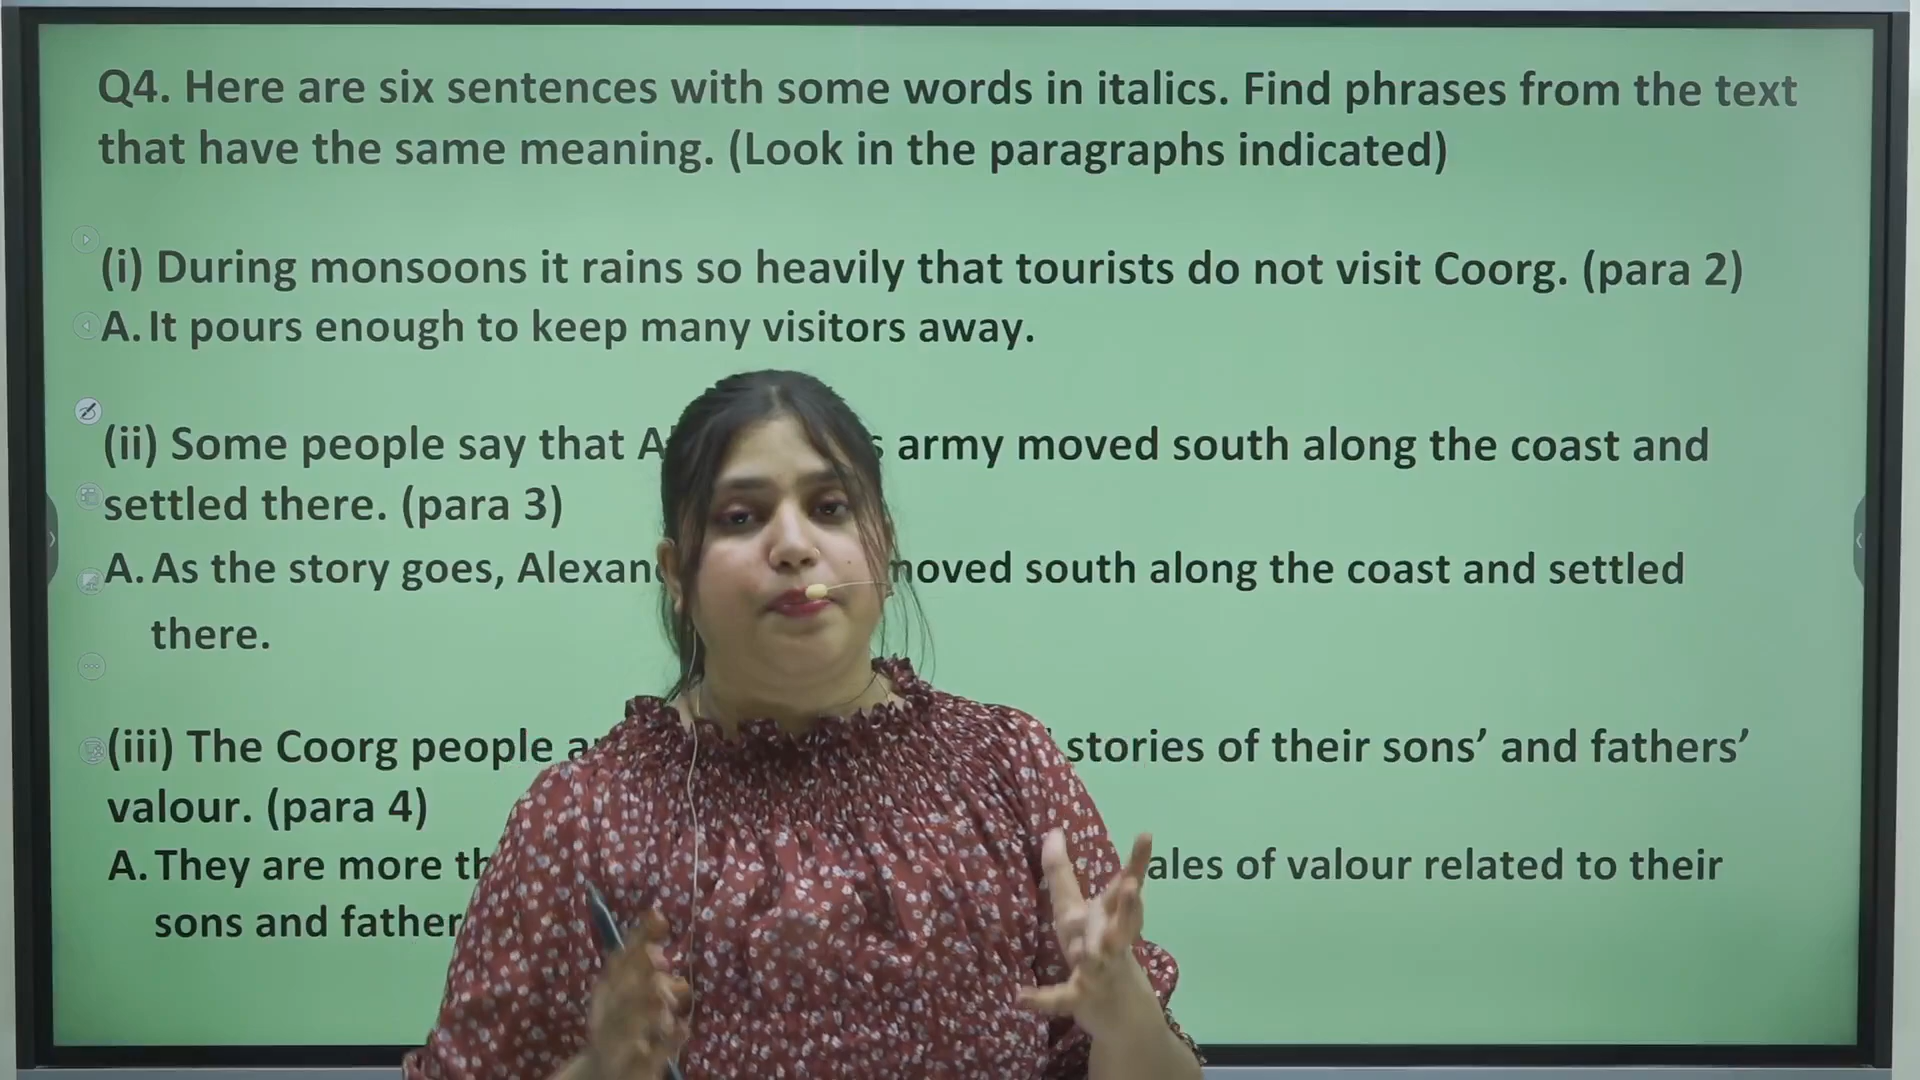 Q4. Here are six sentences with some words in italics. Find phrases from the text
that have the same meaning. (Look in the paragraphs indicated)
(i) During monsoons it rains so heavily that tourists do not visit Coorg. (para 2)
A. It pours enough to keep many visitors away.
(ii) Some people say that army moved south along the coast and
settled there. (para 3)
A. As the story goes, moved south along the coast and settled
there.
(iii) The Coorg people stories of their sons’ and fathers’
valour. (para 4)
A. They are more of valour related to their
sons and